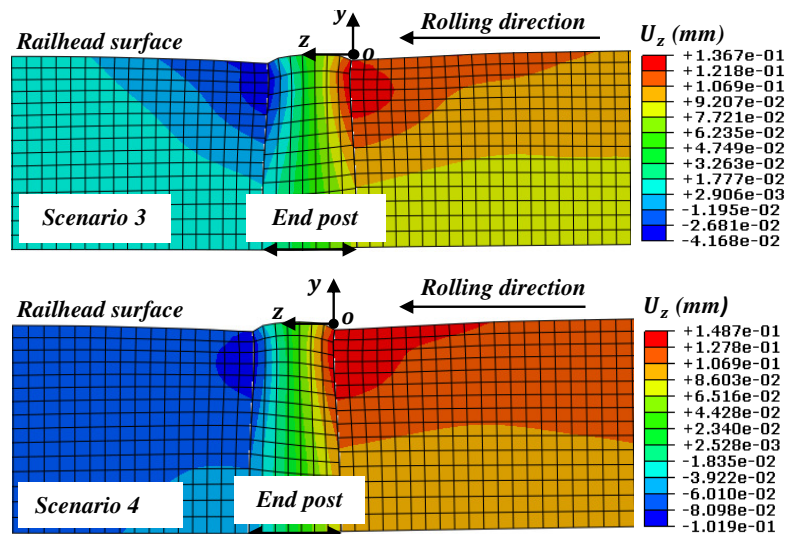 y
Rolling direction
Railhead surface
z
o
U_z (mm)
+1.367e-01
+1.218e-01
+1.069e-01
+9.207e-02
+7.721e-02
+6.235e-02
+4.749e-02
+3.263e-02
+1.777e-02
+2.906e-03
-1.195e-02
-2.681e-02
-4.168e-02
Scenario 3
End post
y
Rolling direction
Railhead surface
z
o
U_z (mm)
+1.487e-01
+1.278e-01
+1.069e-01
+8.603e-02
+6.516e-02
+4.428e-02
+2.340e-02
+2.528e-03
-1.835e-02
-3.922e-02
-6.010e-02
-8.098e-02
-1.019e-01
Scenario 4
End post